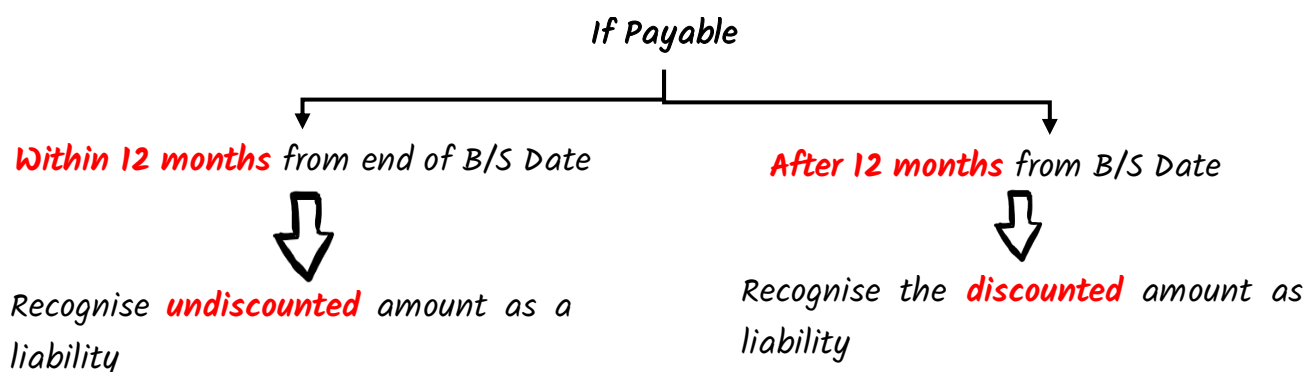 If Payable
Within 12 months from end of B/S Date
After 12 months from B/S Date
Recognise undiscounted amount as a
liability
Recognise the discounted amount as
liability